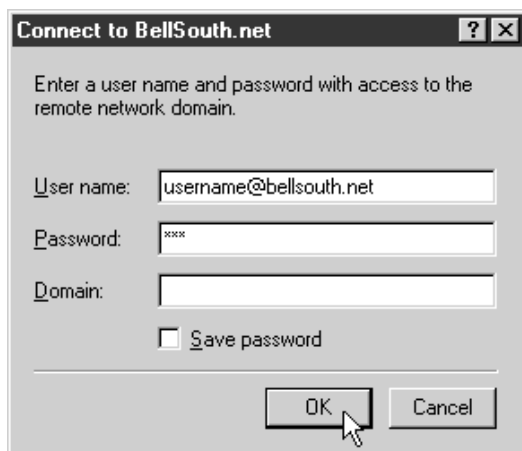 Connect to BellSouth.net ? X
Enter a user name and password with access to the
remote network domain.
User name: username@bellsouth.net
Password: ***
Domain:
Save password
OK Cancel